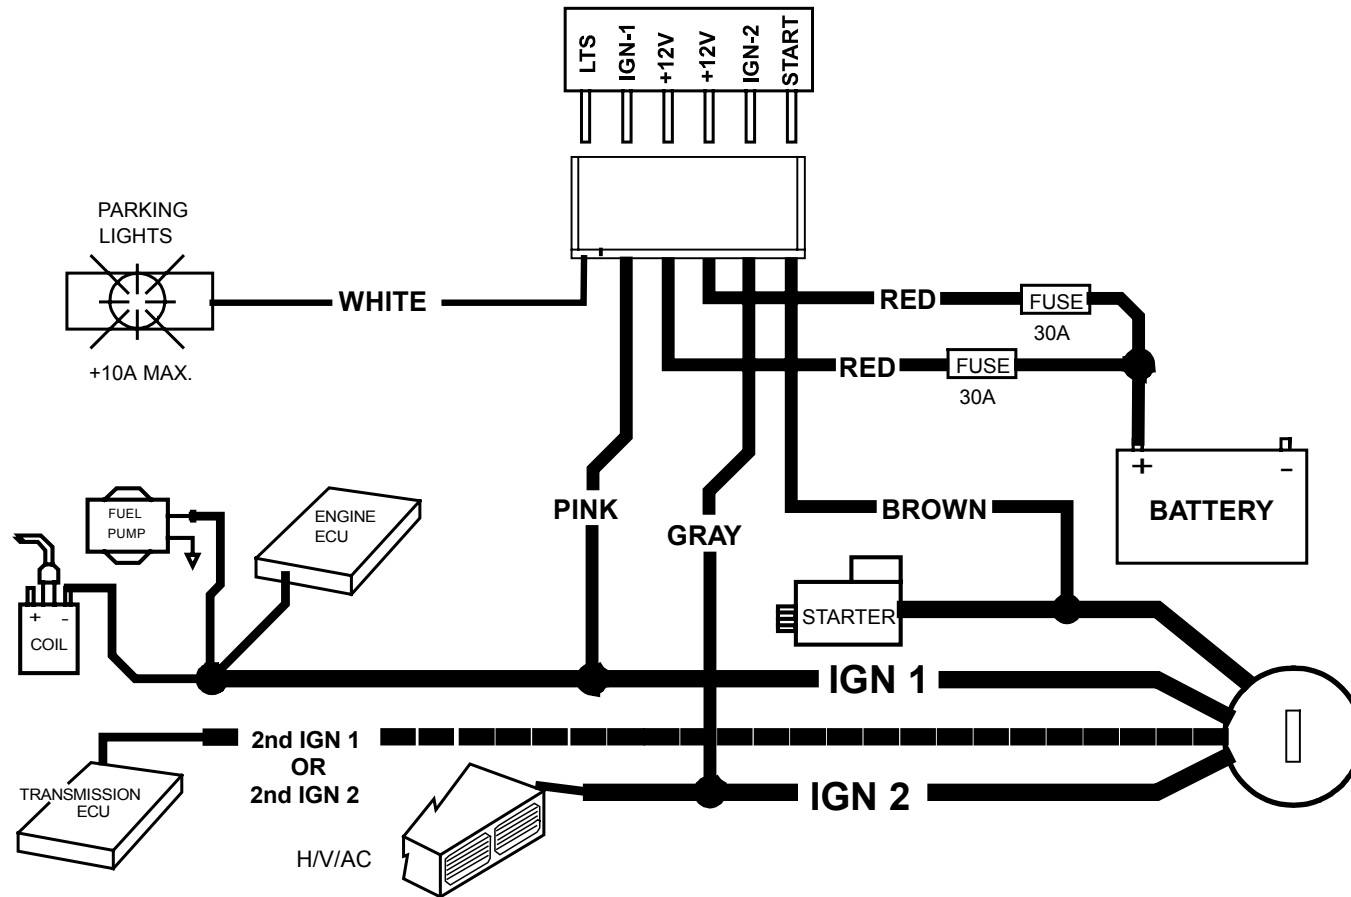 LTS
IGN-1
+12V
+12V
IGN-2
START
PARKING
LIGHTS
+10A MAX.
WHITE
RED
FUSE
30A
RED
FUSE
30A
+
-
BATTERY
PINK
GRAY
BROWN
FUEL
PUMP
ENGINE
ECU
+
-
COIL
STARTER
IGN 1
2nd IGN 1
OR
2nd IGN 2
TRANSMISSION
ECU
IGN 2
H/V/AC